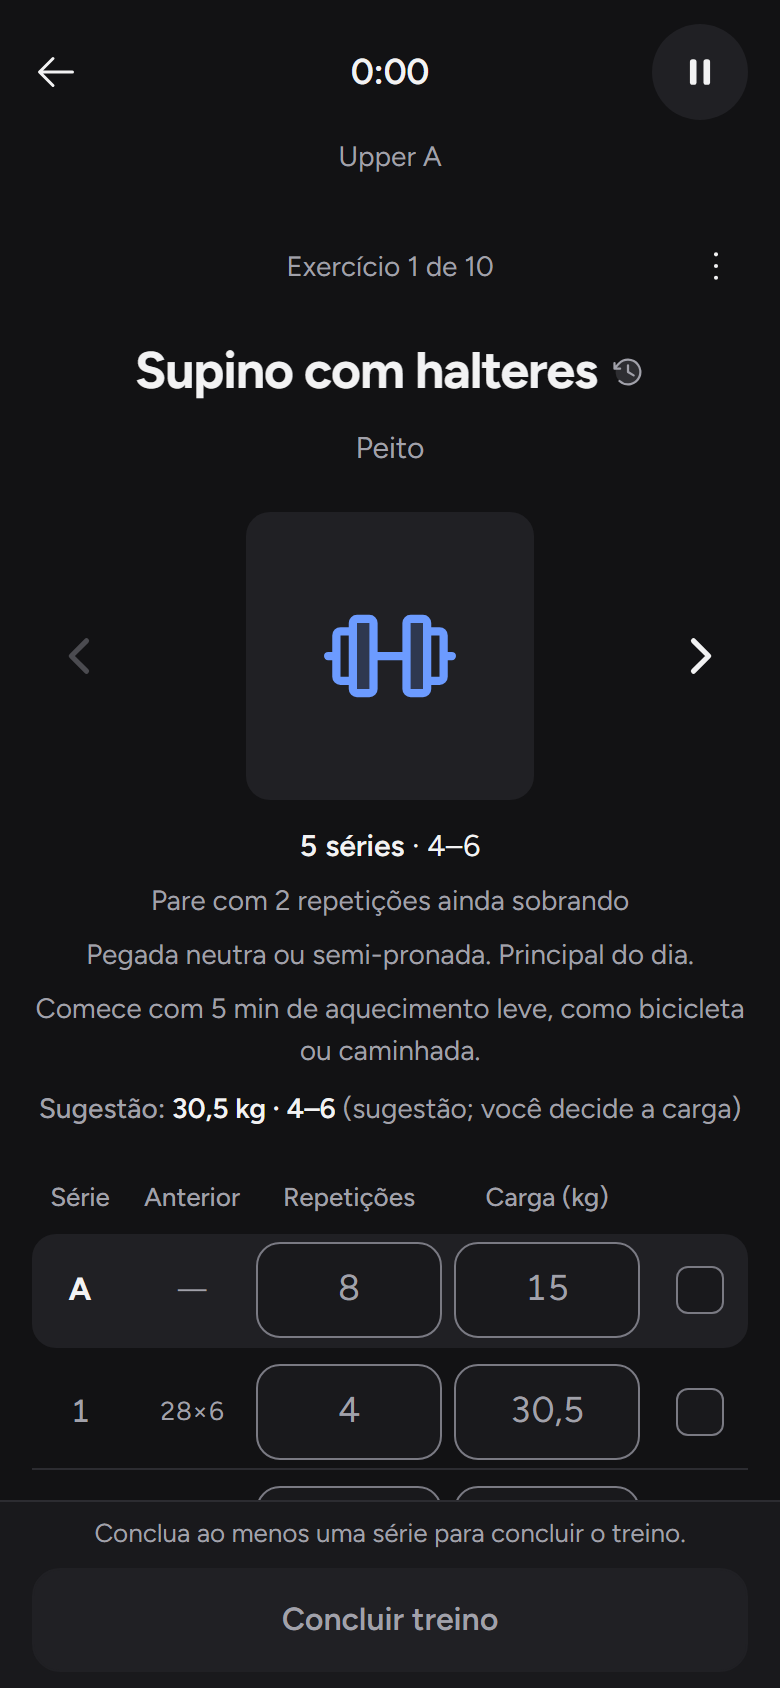 0:00
Upper A
Exercício 1 de 10
Supino com halteres
Peito
5 séries · 4–6
Pare com 2 repetições ainda sobrando
Pegada neutra ou semi-pronada. Principal do dia.
Comece com 5 min de aquecimento leve, como bicicleta
ou caminhada.
Sugestão: 30,5 kg · 4–6 (sugestão; você decide a carga)
Série Anterior Repetições Carga (kg)
A — 8 15
1 28×6 4 30,5
Conclua ao menos uma série para concluir o treino.
Concluir treino